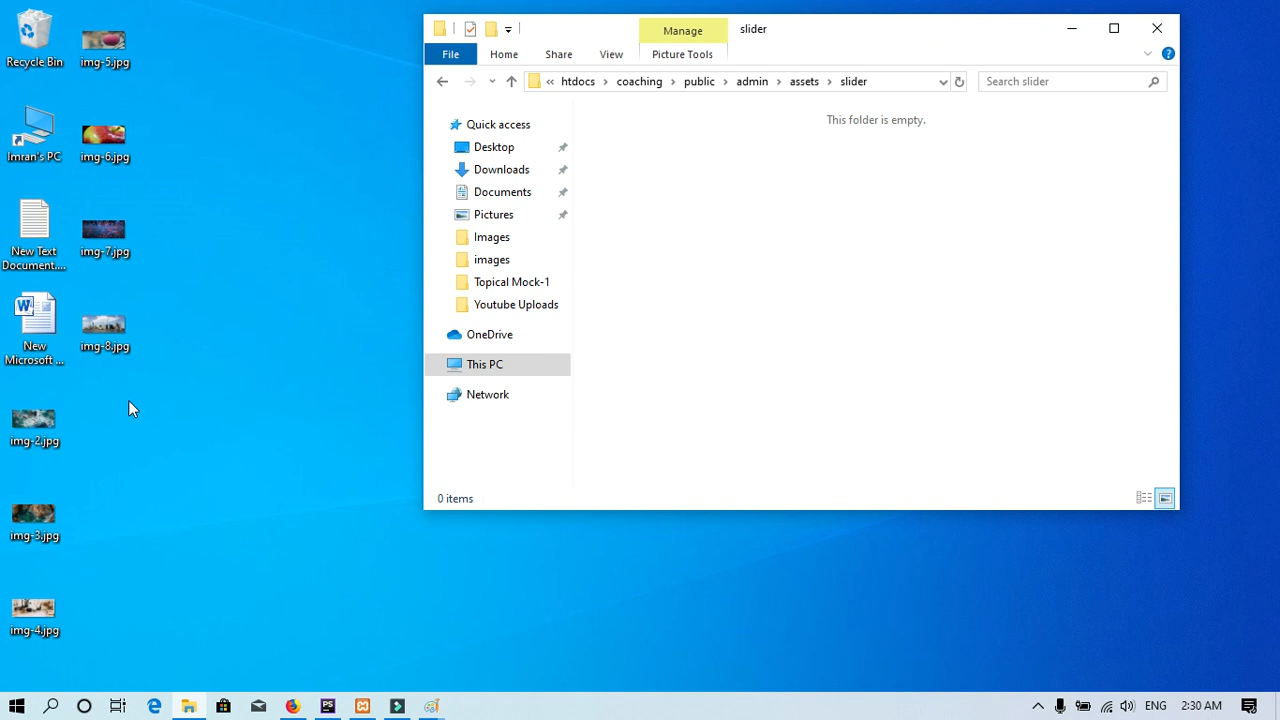 Recycle Bin
img-5.jpg
Imran's PC
img-6.jpg
New Text
Document....
img-7.jpg
New
Microsoft ...
img-8.jpg
img-2.jpg
img-3.jpg
img-4.jpg
Manage
slider
File
Home
Share
View
Picture Tools
« htdocs > coaching > public > admin > assets > slider
Search slider
Quick access
Desktop
Downloads
Documents
Pictures
Images
images
Topical Mock-1
Youtube Uploads
OneDrive
This PC
Network
This folder is empty.
0 items
PS
ENG
2:30 AM